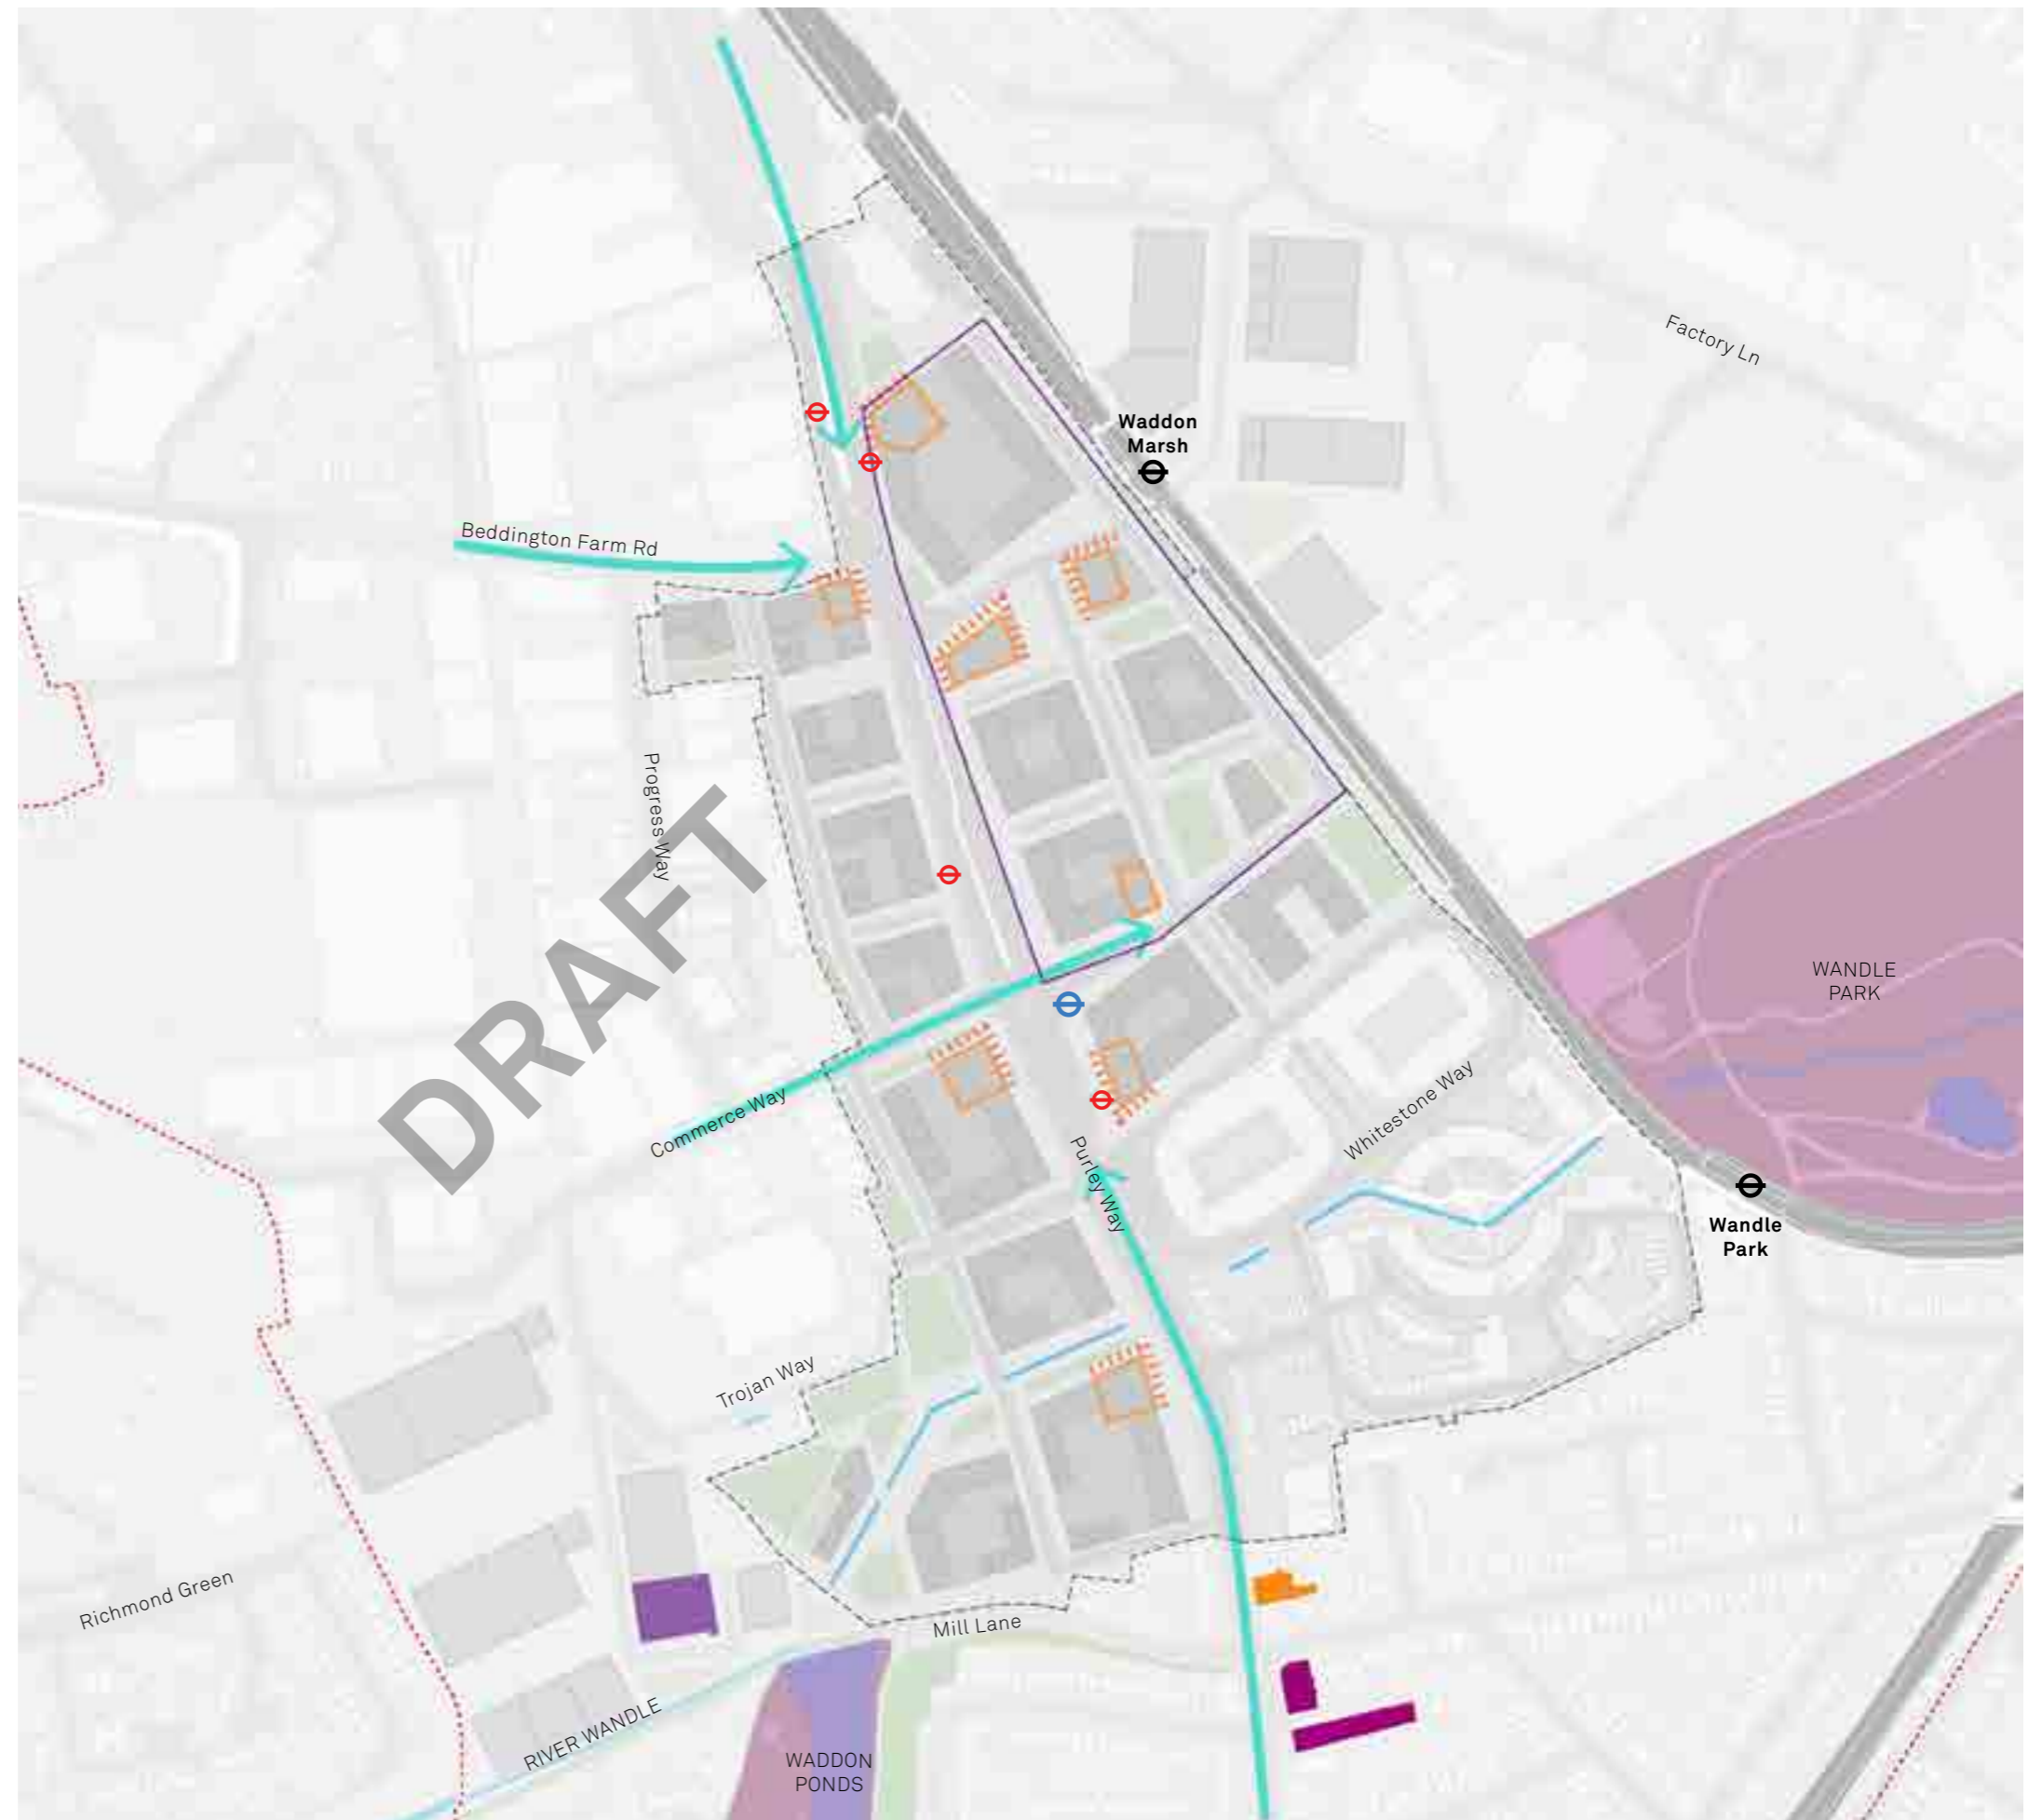 Factory Ln
Waddon
Marsh
Beddington Farm Rd
Progress Way
DRAFT
WANDLE
PARK
Commerce Way
Whitestone Way
Purley Way
Wandle
Park
Trojan Way
Richmond Green
Mill Lane
RIVER WANDLE
WADDON
PONDS